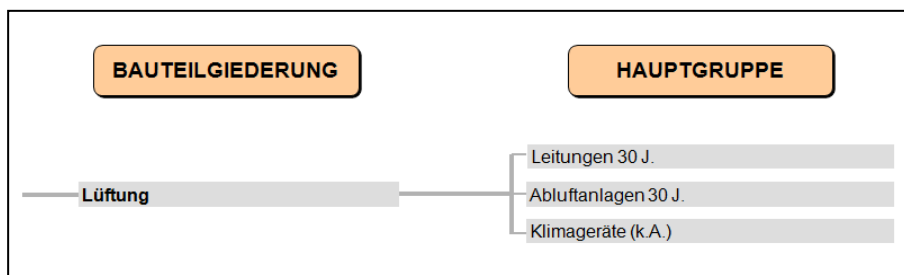 BAUTEILGIEDERUNG
HAUPTGRUPPE
Lüftung
Leitungen 30 J.
Abluftanlagen 30 J.
Klimageräte (k.A.)